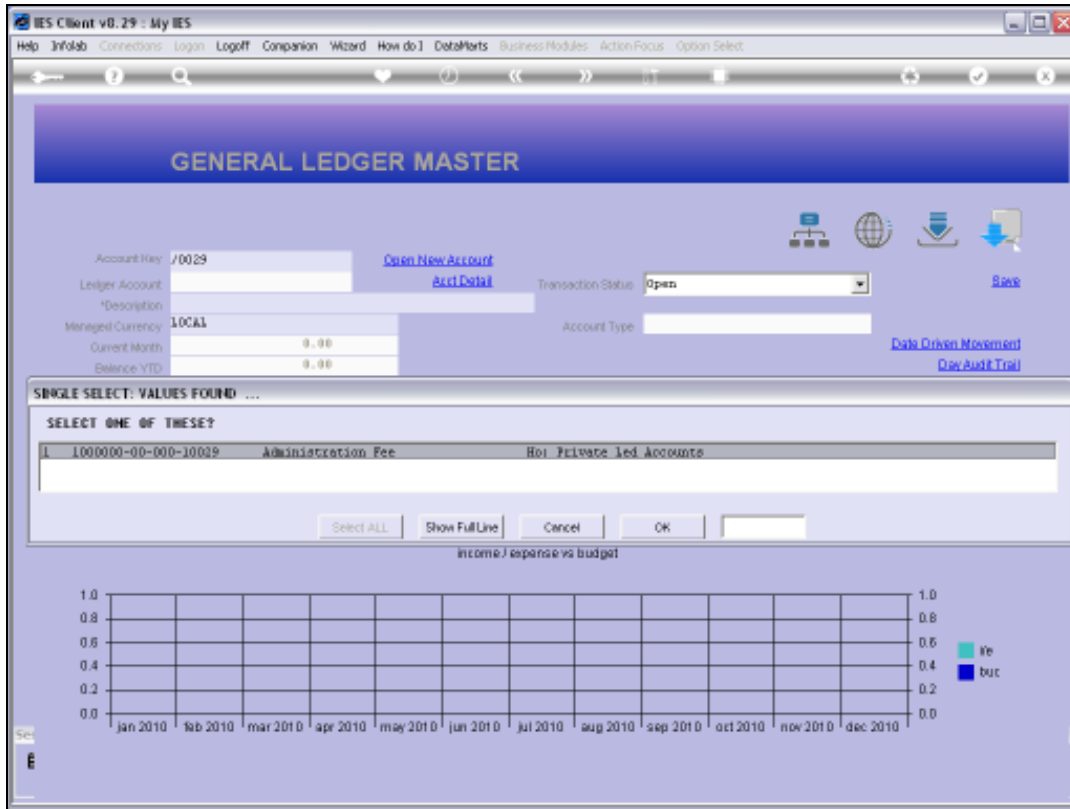 IES Client v8.29 : My IES
Help Infolab Connections Logon Logoff Companion Wizard How do I DataMarts Business Modules Action Focus Option Select
GENERAL LEDGER MASTER
Account Key /0029 Open New Account
Ledger Account Acct Detail Transaction Status Open Save
*Description
Managed Currency LOCAL Account Type
Current Month 0.00 Date Driven Movement
Balance YTD 0.00 Day Audit Trail
SINGLE SELECT: VALUES FOUND ...
SELECT ONE OF THESE?
1 1000000-00-000-10029 Administration Fee Hoı Private led Accounts
Select ALL Show Full Line Cancel OK
income / expense vs budget
1.0 1.0
0.8 0.8
0.6 0.6
0.4 0.4
0.2 0.2
0.0 0.0
jan 2010 feb 2010 mar 2010 apr 2010 may 2010 jun 2010 jul 2010 aug 2010 sep 2010 oct 2010 nov 2010 dec 2010
i/e
buc